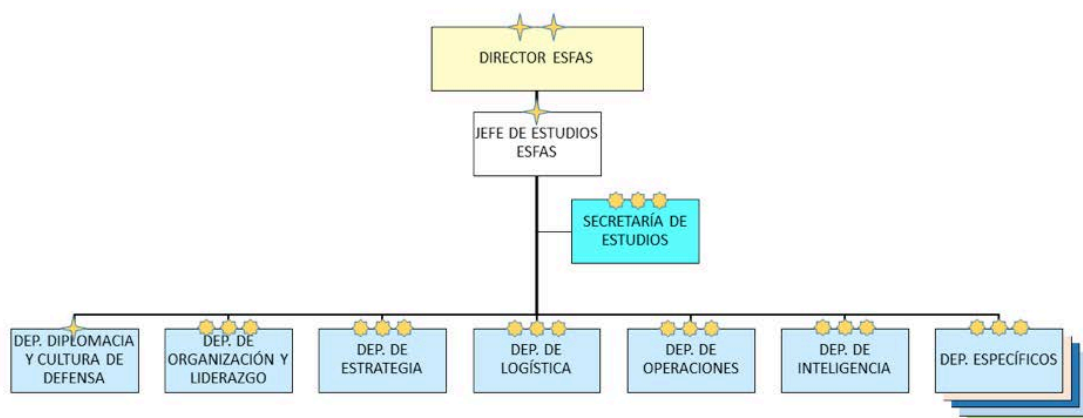 DIRECTOR ESFAS
JEFE DE ESTUDIOS
ESFAS
SECRETARÍA DE
ESTUDIOS
DEP. DIPLOMACIA
Y CULTURA DE
DEFENSA
DEP. DE
ORGANIZACIÓN Y
LIDERAZGO
DEP. DE
ESTRATEGIA
DEP. DE
LOGÍSTICA
DEP. DE
OPERACIONES
DEP. DE
INTELIGENCIA
DEP. ESPECÍFICOS